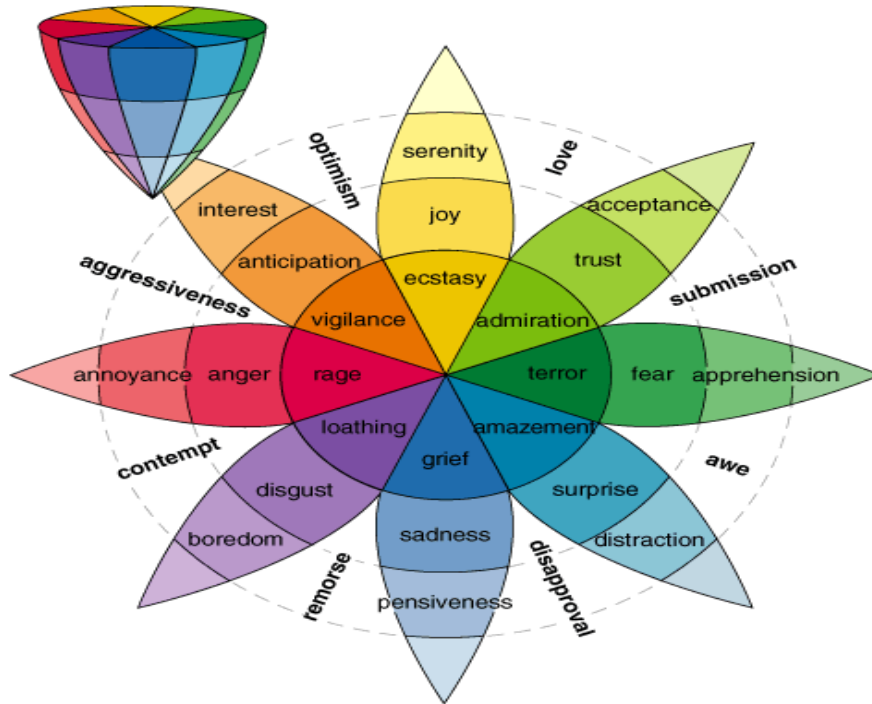 optimism
serenity
love
interest
acceptance
joy
anticipation
trust
aggressiveness
ecstasy
submission
vigilance
admiration
annoyance
anger
rage
terror
fear
apprehension
loathing
amazement
contempt
grief
awe
disgust
surprise
boredom
sadness
distraction
remorse
disapproval
pensiveness